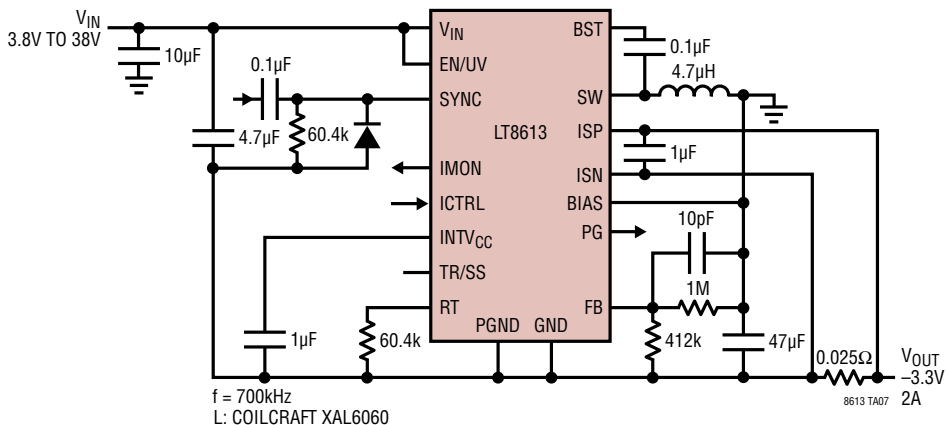 VIN
3.8V TO 38V
10µF
0.1µF
60.4k
4.7µF
VIN
EN/UV
SYNC
IMON
ICTRL
INTVCC
TR/SS
RT
PGND
GND
LT8613
BST
SW
ISP
ISN
BIAS
PG
FB
0.1µF
4.7µH
1µF
10pF
1M
412k
47µF
0.025Ω
1µF
60.4k
VOUT
–3.3V
2A
8613 TA07
f = 700kHz
L: COILCRAFT XAL6060